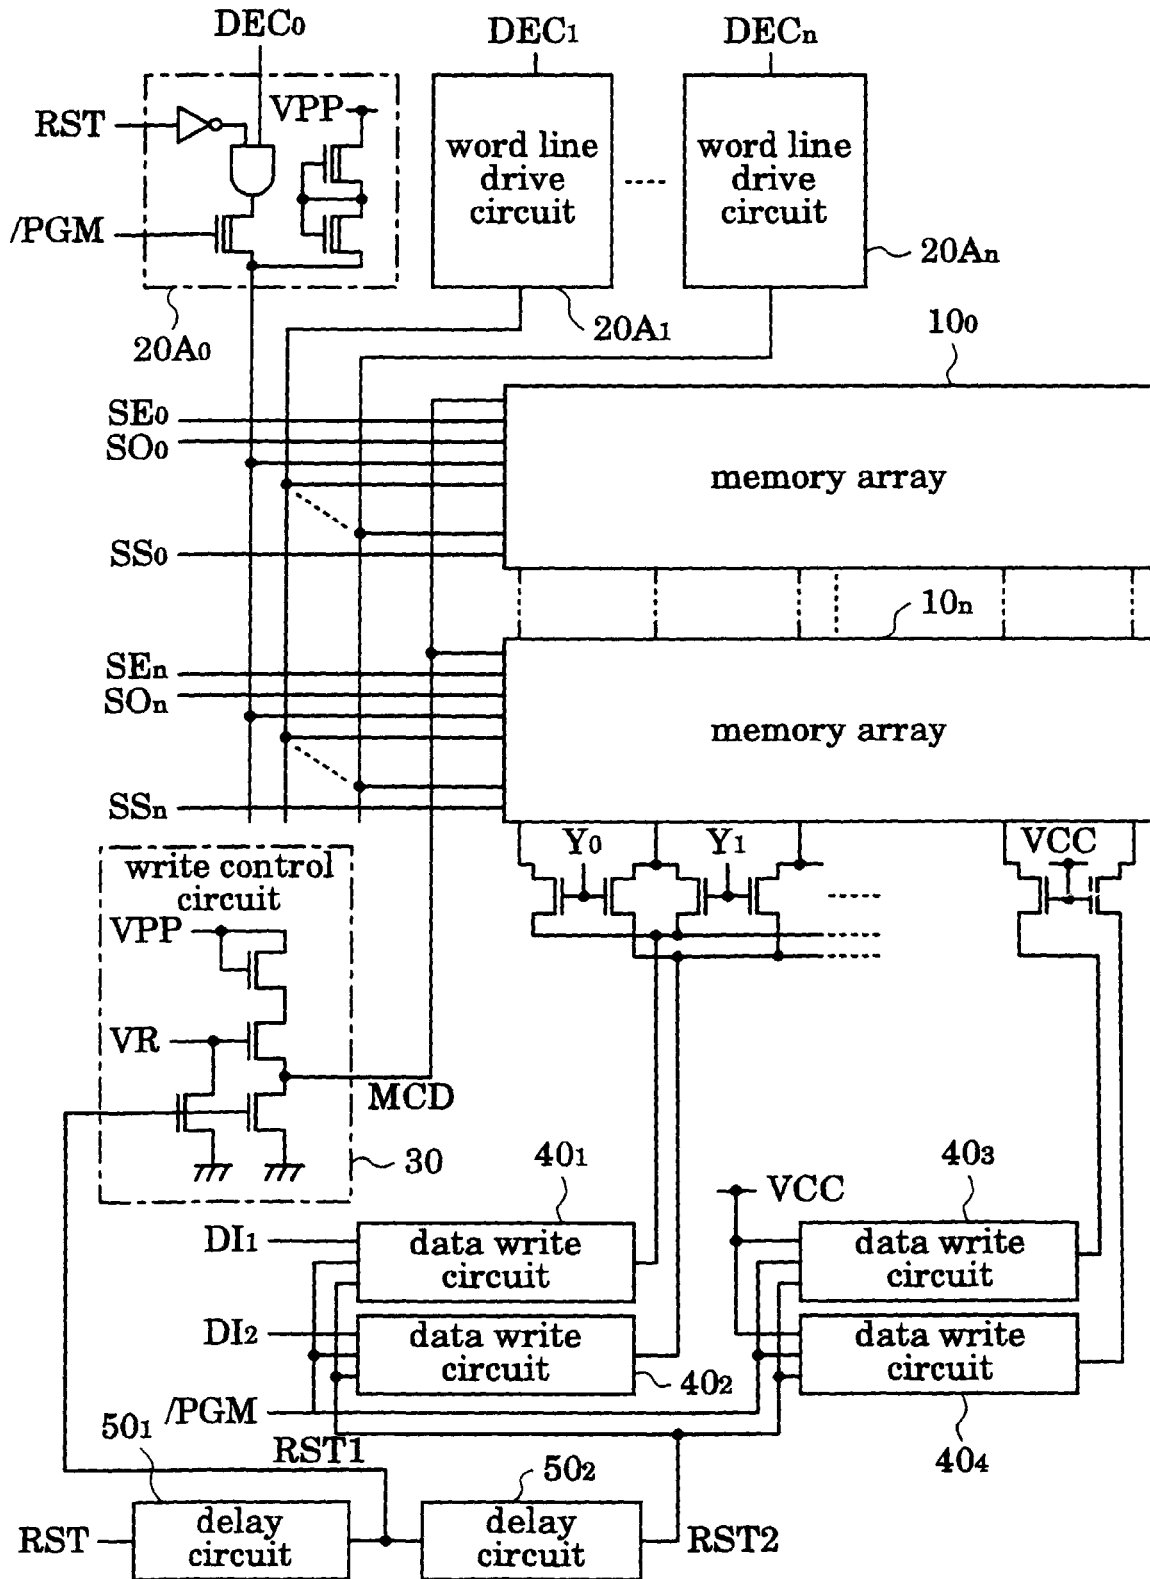 DEC0
DEC1
DECn
RST
VPP
/PGM
word line
drive
circuit
word line
drive
circuit
20A0
20A1
20An
100
SE0
SO0
memory array
SS0
10n
SEn
SOn
memory array
SSn
Y0
Y1
VCC
write control
circuit
VPP
VR
MCD
30
401
403
VCC
DI1
data write
circuit
data write
circuit
DI2
data write
circuit
data write
circuit
402
/PGM
404
501
RST1
502
RST
delay
circuit
delay
circuit
RST2